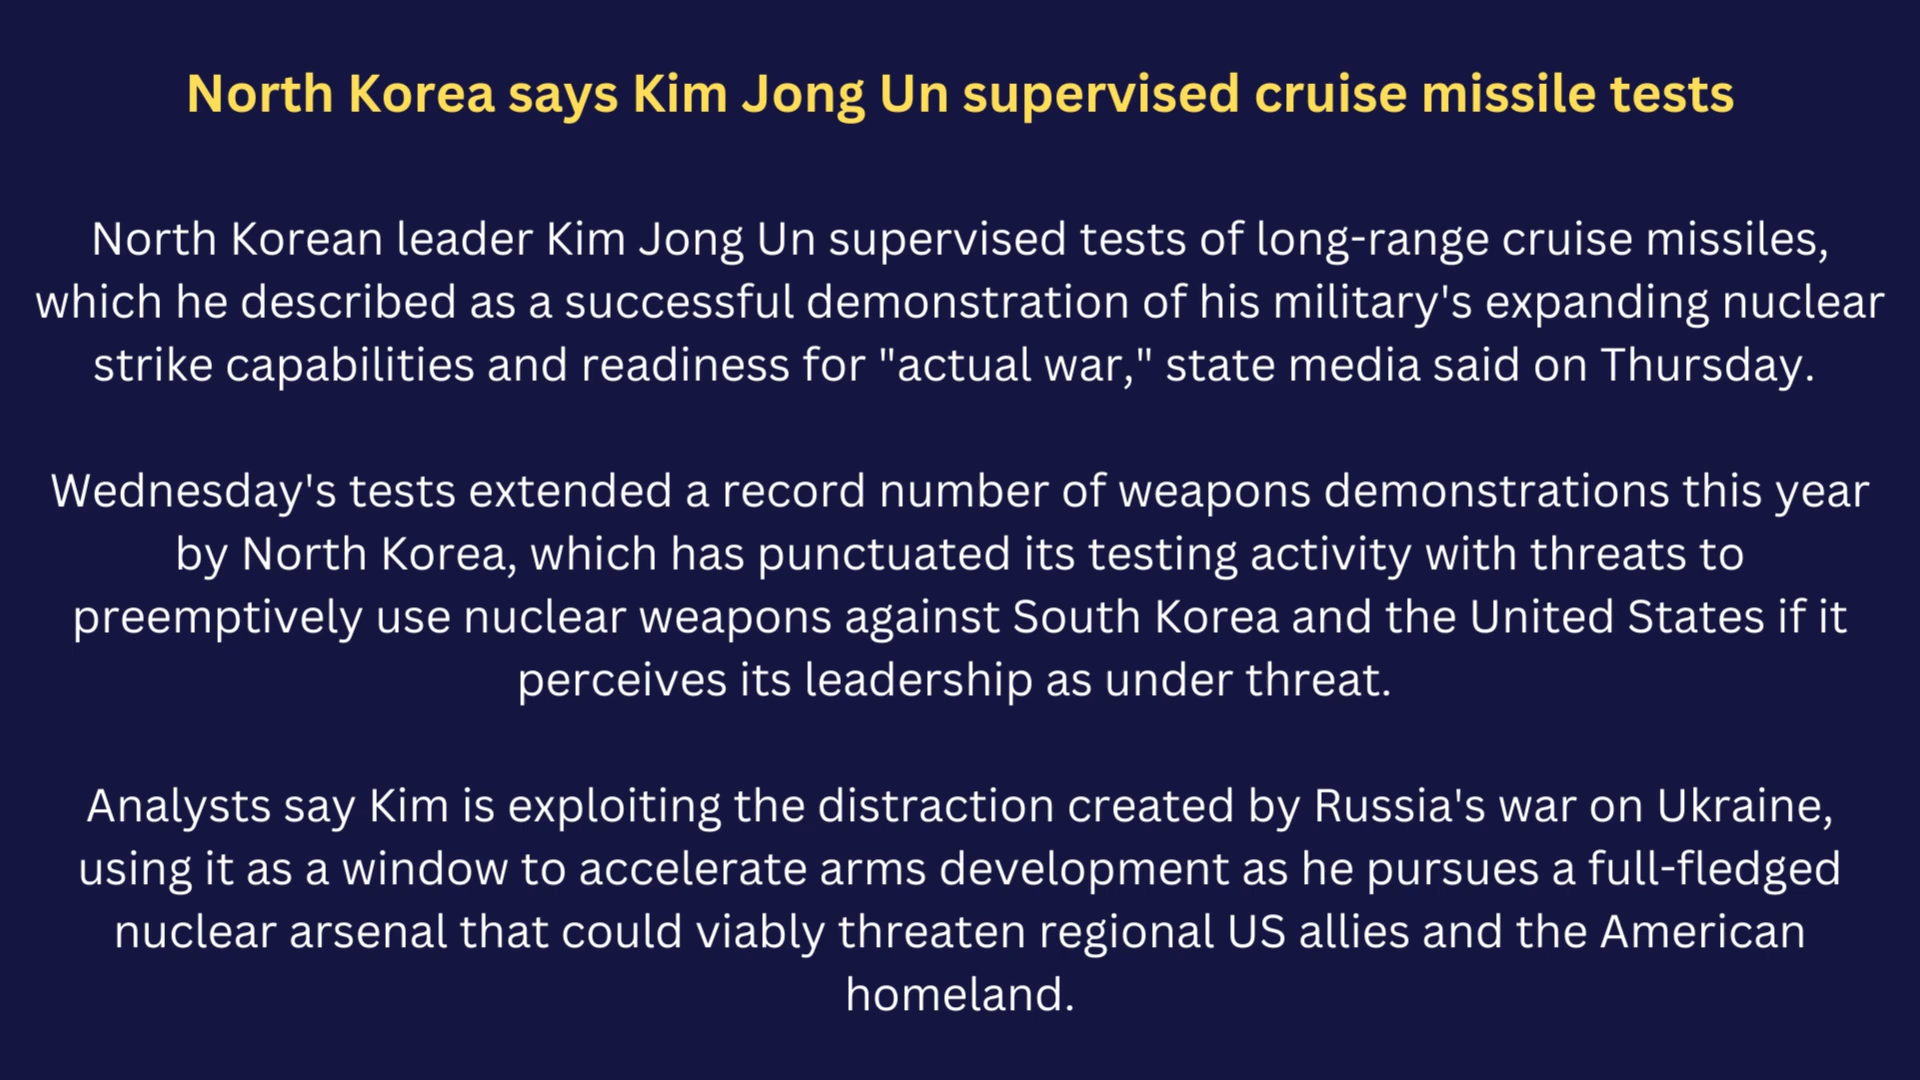 North Korea says Kim Jong Un supervised cruise missile tests
North Korean leader Kim Jong Un supervised tests of long-range cruise missiles,
which he described as a successful demonstration of his military's expanding nuclear
strike capabilities and readiness for "actual war," state media said on Thursday.
Wednesday's tests extended a record number of weapons demonstrations this year
by North Korea, which has punctuated its testing activity with threats to
preemptively use nuclear weapons against South Korea and the United States if it
perceives its leadership as under threat.
Analysts say Kim is exploiting the distraction created by Russia's war on Ukraine,
using it as a window to accelerate arms development as he pursues a full-fledged
nuclear arsenal that could viably threaten regional US allies and the American
homeland.